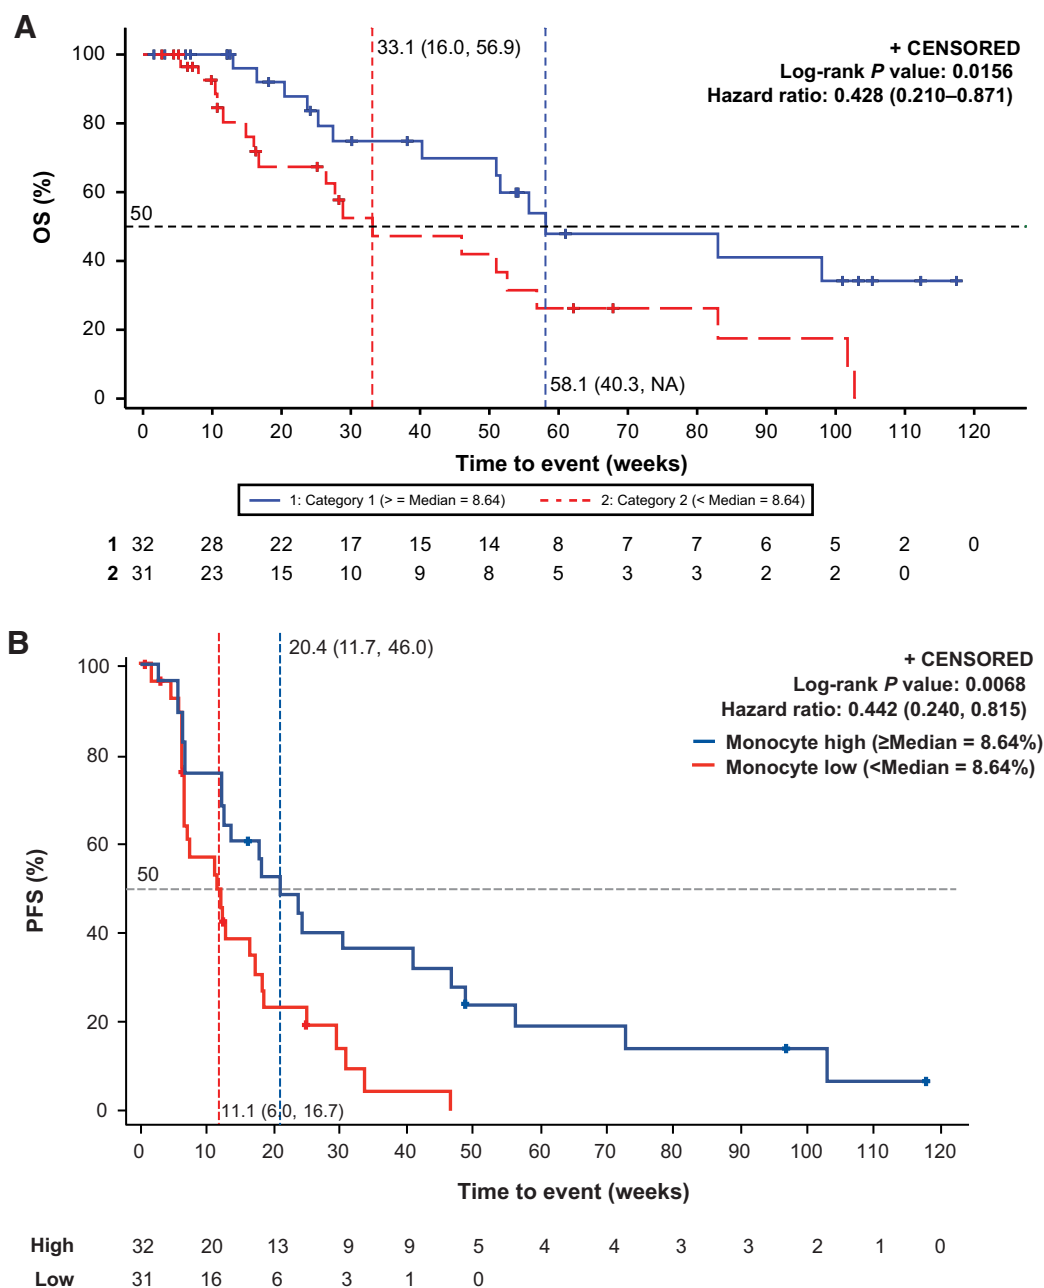 A
33.1 (16.0, 56.9)
+ CENSORED
Log-rank P value: 0.0156
Hazard ratio: 0.428 (0.210–0.871)
100
80
60
50
40
20
0
OS (%)
58.1 (40.3, NA)
0 10 20 30 40 50 60 70 80 90 100 110 120
Time to event (weeks)
1: Category 1 (> = Median = 8.64) 2: Category 2 (< Median = 8.64)
1 32 28 22 17 15 14 8 7 7 6 5 2 0
2 31 23 15 10 9 8 5 3 3 2 2 0
B
20.4 (11.7, 46.0)
+ CENSORED
Log-rank P value: 0.0068
Hazard ratio: 0.442 (0.240, 0.815)
Monocyte high (≥Median = 8.64%)
Monocyte low (<Median = 8.64%)
100
80
60
50
40
20
0
PFS (%)
11.1 (6.0, 16.7)
0 10 20 30 40 50 60 70 80 90 100 110 120
Time to event (weeks)
High 32 20 13 9 9 5 4 4 3 3 2 1 0
Low 31 16 6 3 1 0